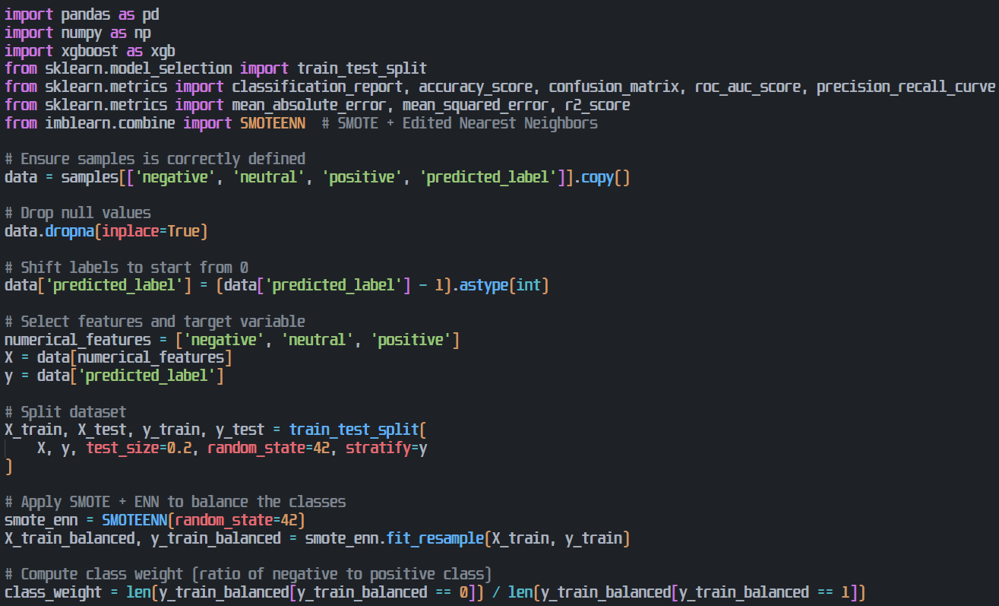 import pandas as pd
import numpy as np
import xgboost as xgb
from sklearn.model_selection import train_test_split
from sklearn.metrics import classification_report, accuracy_score, confusion_matrix, roc_auc_score, precision_recall_curve
from sklearn.metrics import mean_absolute_error, mean_squared_error, r2_score
from imblearn.combine import SMOTEENN  # SMOTE + Edited Nearest Neighbors

# Ensure samples is correctly defined
data = samples[['negative', 'neutral', 'positive', 'predicted_label']].copy()

# Drop null values
data.dropna(inplace=True)

# Shift labels to start from 0
data['predicted_label'] = (data['predicted_label'] - 1).astype(int)

# Select features and target variable
numerical_features = ['negative', 'neutral', 'positive']
X = data[numerical_features]
y = data['predicted_label']

# Split dataset
X_train, X_test, y_train, y_test = train_test_split(
    X, y, test_size=0.2, random_state=42, stratify=y
)

# Apply SMOTE + ENN to balance the classes
smote_enn = SMOTEENN(random_state=42)
X_train_balanced, y_train_balanced = smote_enn.fit_resample(X_train, y_train)

# Compute class weight (ratio of negative to positive class)
class_weight = len(y_train_balanced[y_train_balanced == 0]) / len(y_train_balanced[y_train_balanced == 1])